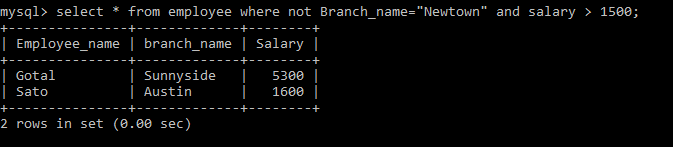 mysql> select * from employee where not Branch_name="Newtown" and salary > 1500;
+---------------+-------------+--------+
| Employee_name | branch_name | Salary |
+---------------+-------------+--------+
| Gotal         | Sunnyside   |   5300 |
| Sato          | Austin      |   1600 |
+---------------+-------------+--------+
2 rows in set (0.00 sec)